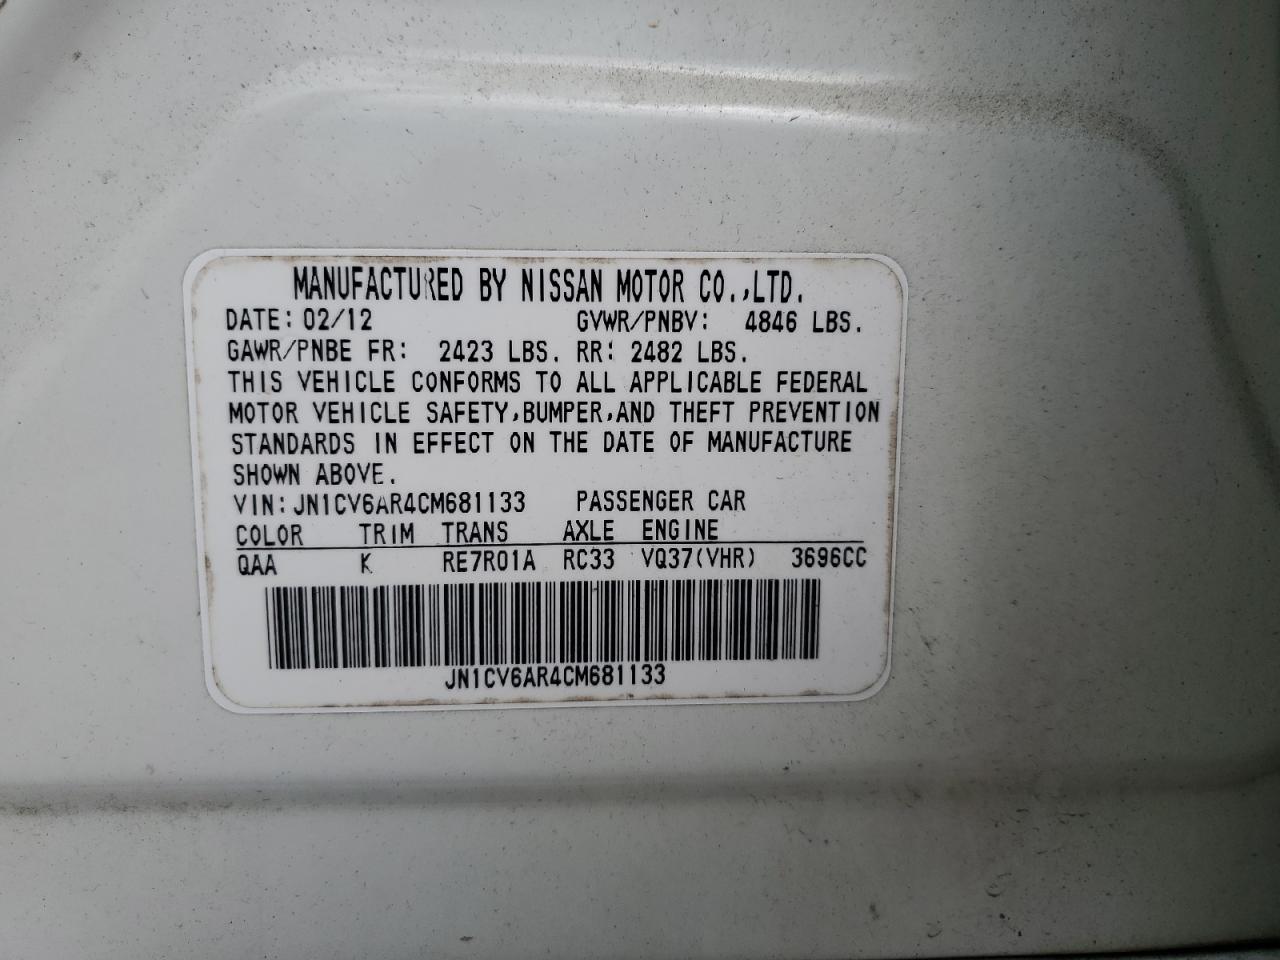 MANUFACTURED BY NISSAN MOTOR CO.,LTD.
DATE: 02/12 GVWR/PNBV: 4846 LBS.
GAWR/PNBE FR: 2423 LBS. RR: 2482 LBS.
THIS VEHICLE CONFORMS TO ALL APPLICABLE FEDERAL
MOTOR VEHICLE SAFETY,BUMPER,AND THEFT PREVENTION
STANDARDS IN EFFECT ON THE DATE OF MANUFACTURE
SHOWN ABOVE.
VIN: JN1CV6AR4CM681133 PASSENGER CAR
COLOR TRIM TRANS AXLE ENGINE
QAA K RE7R01A RC33 VQ37(VHR) 3696CC
JN1CV6AR4CM681133